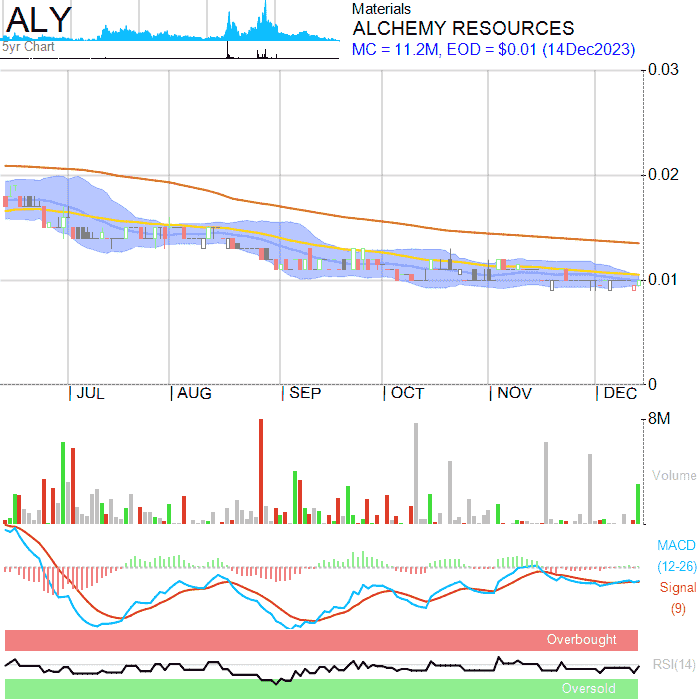 ALY
5yr Chart
Materials
ALCHEMY RESOURCES
MC = 11.2M, EOD = $0.01 (14Dec2023)
0.03
0.02
0.01
0
JUL AUG SEP OCT NOV DEC
8M
Volume
MACD
(12-26)
Signal
(9)
Overbought
RSI(14)
Oversold